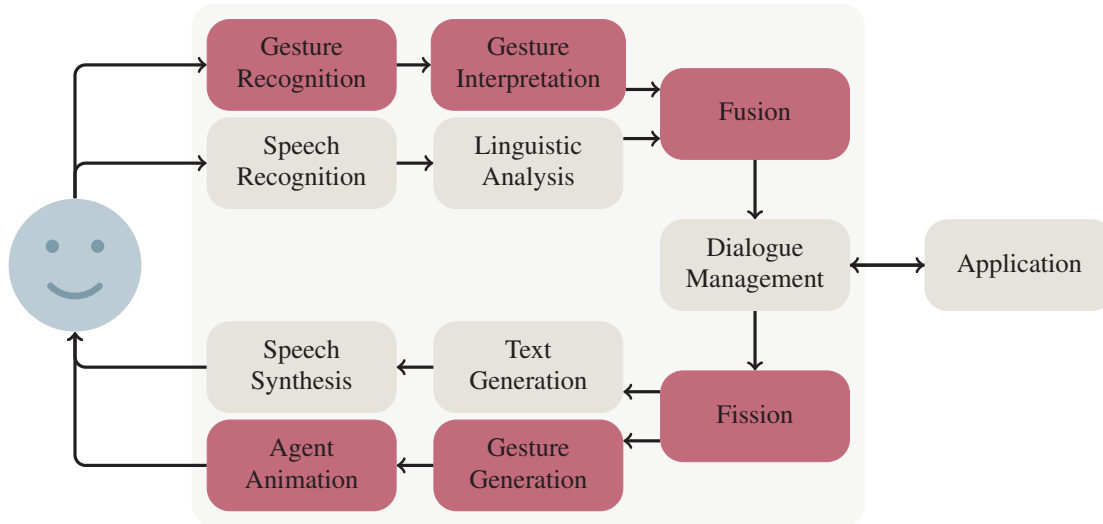 Gesture
Recognition
Gesture
Interpretation
Fusion
Speech
Recognition
Linguistic
Analysis
Dialogue
Management
Application
Speech
Synthesis
Text
Generation
Fission
Agent
Animation
Gesture
Generation